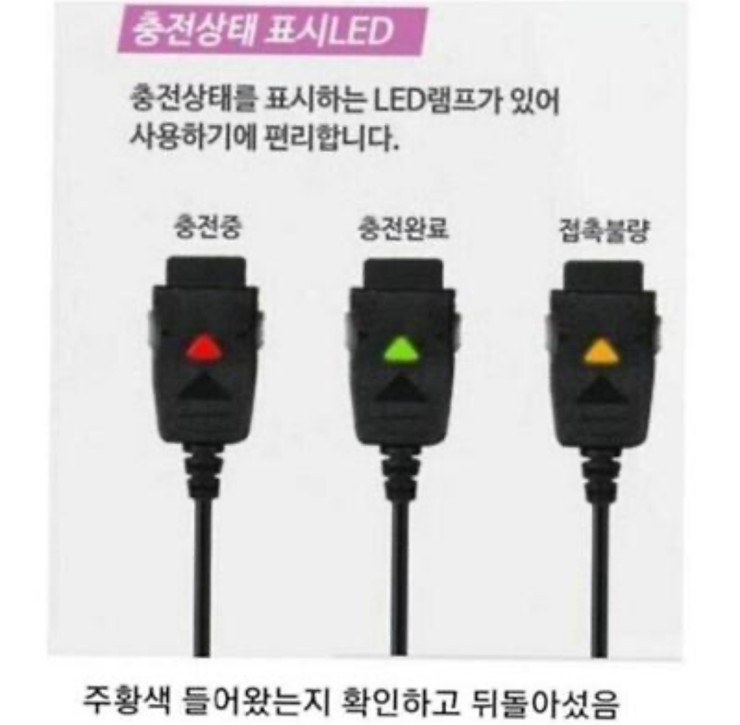 충전상태 표시LED
충전상태를 표시하는 LED램프가 있어
사용하기에 편리합니다.
충전중 충전완료 접촉불량
주황색 들어왔는지 확인하고 뒤돌아섰음